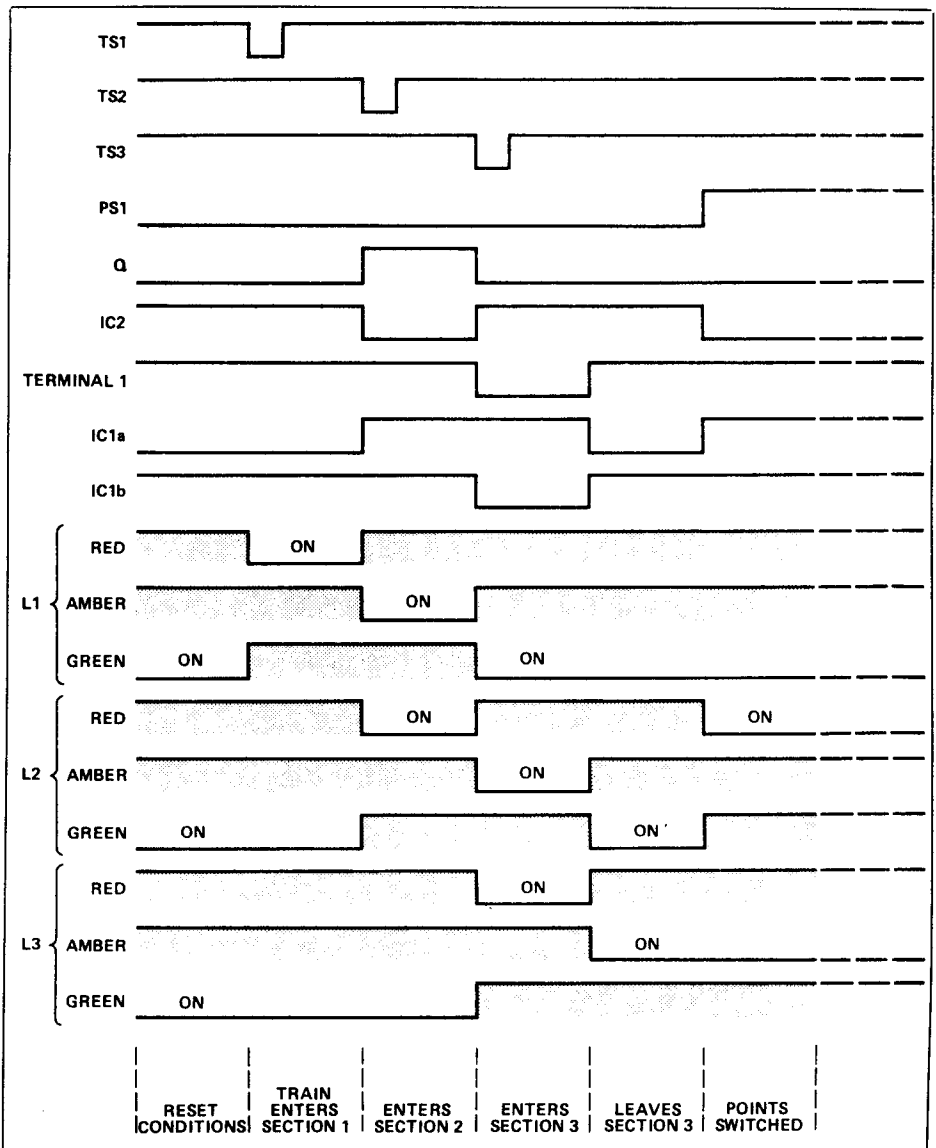 TS1
TS2
TS3
PS1
Q
IC2
TERMINAL 1
IC1a
IC1b
RED ON
L1 AMBER ON
GREEN ON ON
RED ON ON
L2 AMBER ON
GREEN ON ON
RED ON
L3 AMBER ON
GREEN ON
RESET CONDITIONS
TRAIN ENTERS SECTION 1
ENTERS SECTION 2
ENTERS SECTION 3
LEAVES SECTION 3
POINTS SWITCHED